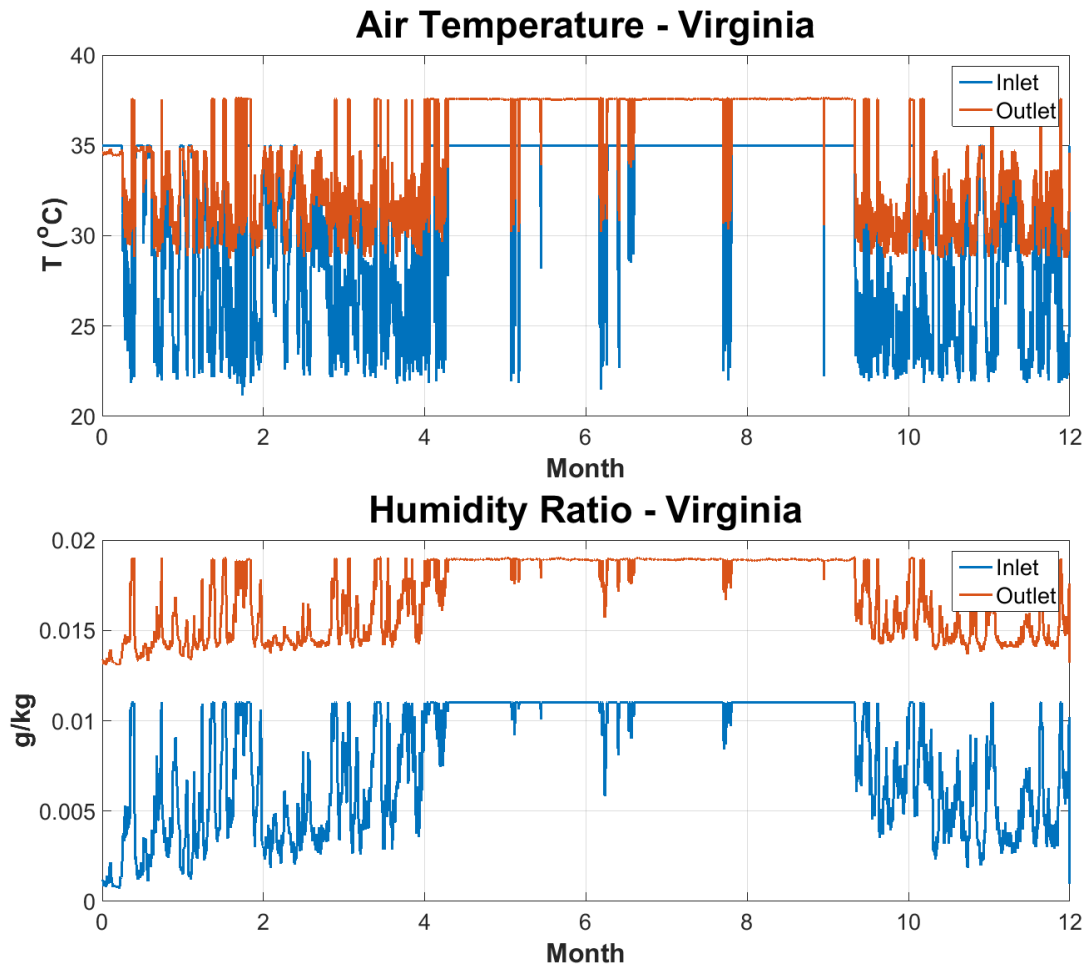 Air Temperature - Virginia
40
35
30
25
20
T (°C)
Inlet
Outlet
0 2 4 6 8 10 12
Month
Humidity Ratio - Virginia
0.02
0.015
0.01
0.005
0
g/kg
Inlet
Outlet
0 2 4 6 8 10 12
Month